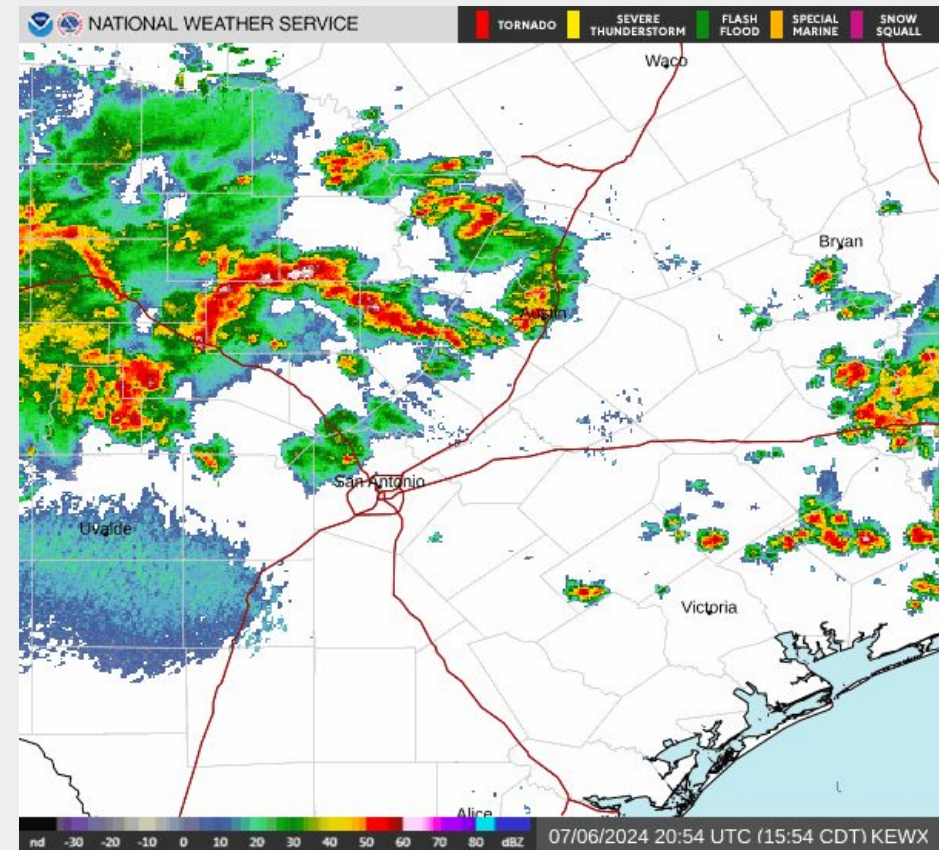 NATIONAL WEATHER SERVICE
TORNADO
SEVERE
THUNDERSTORM
FLASH
FLOOD
SPECIAL
MARINE
SNOW
SQUALL
Waco
Bryan
Austin
San Antonio
Uvalde
Victoria
Alice
nd -30 -20 -10 0 10 20 30 40 50 60 70 80 dBZ
07/06/2024 20:54 UTC (15:54 CDT) KEWX